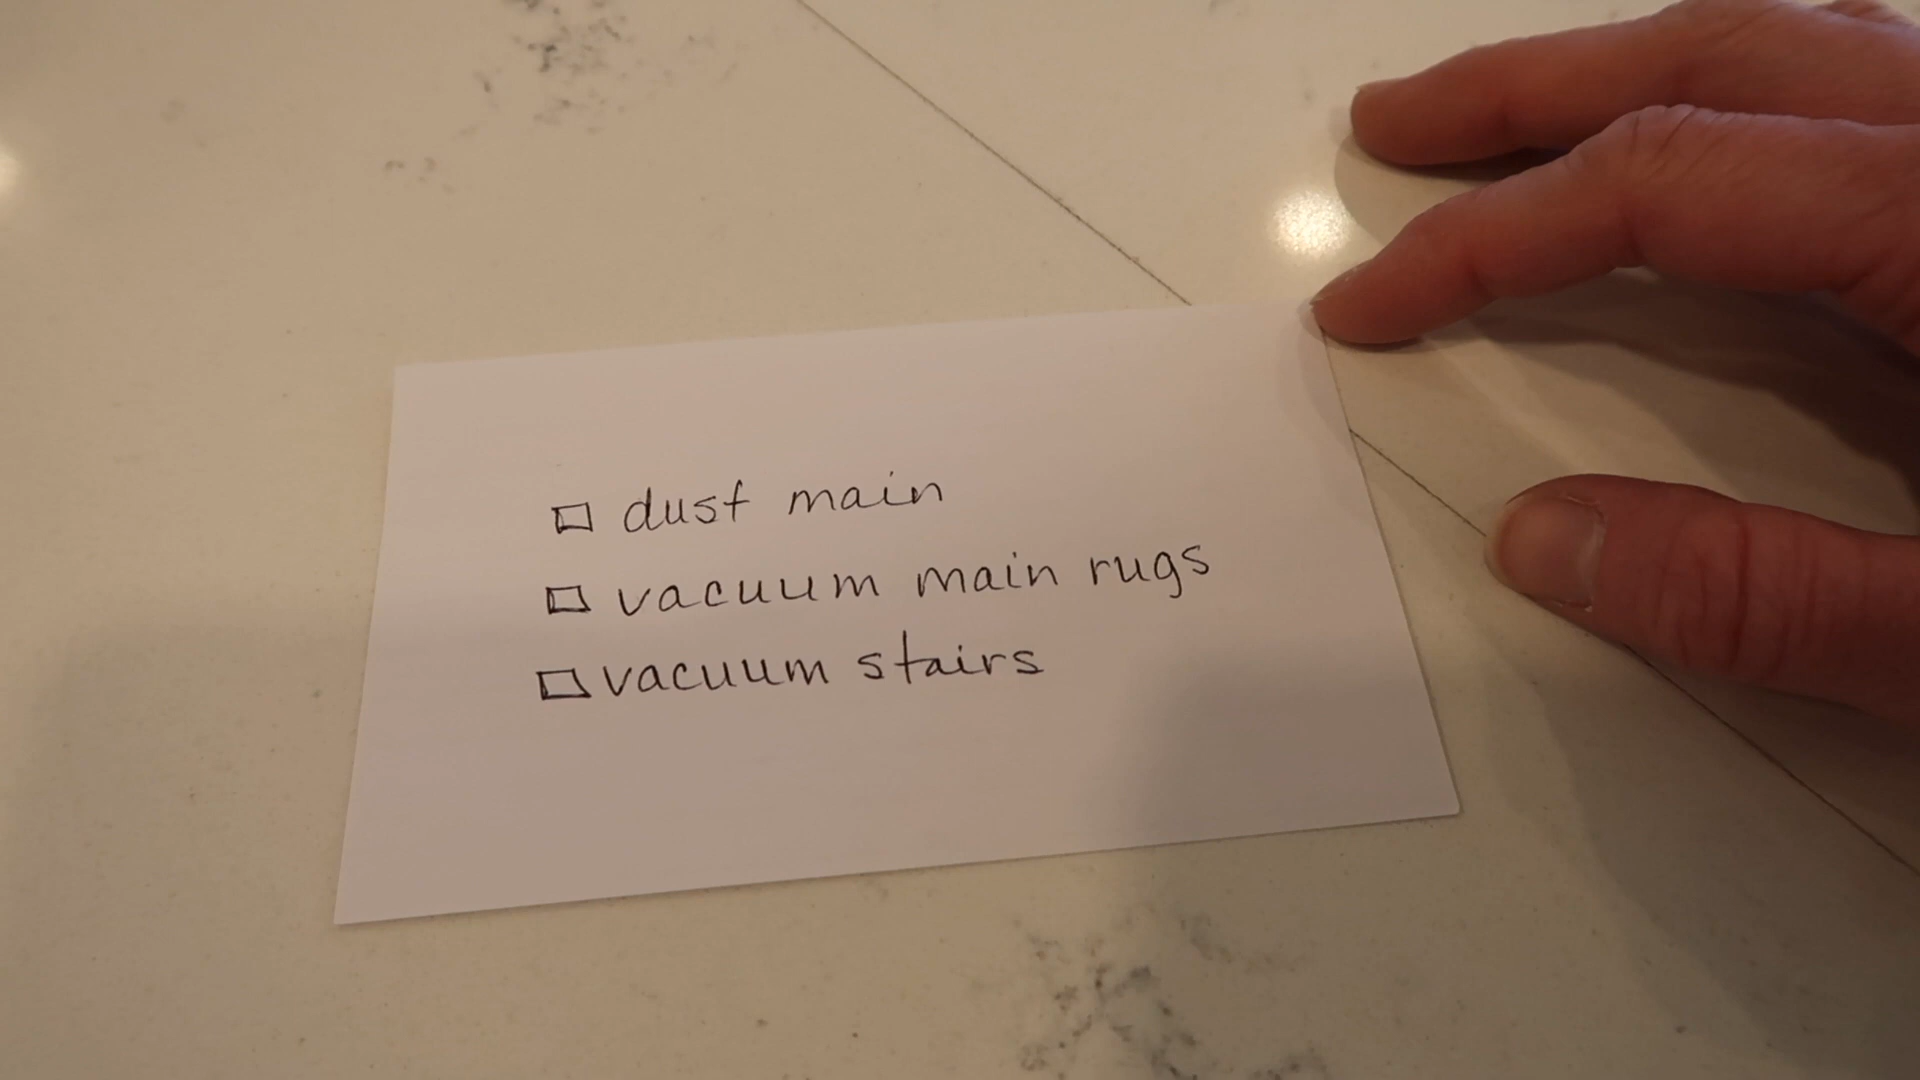 ☐ dust main
☐ vacuum main rugs
☐ vacuum stairs